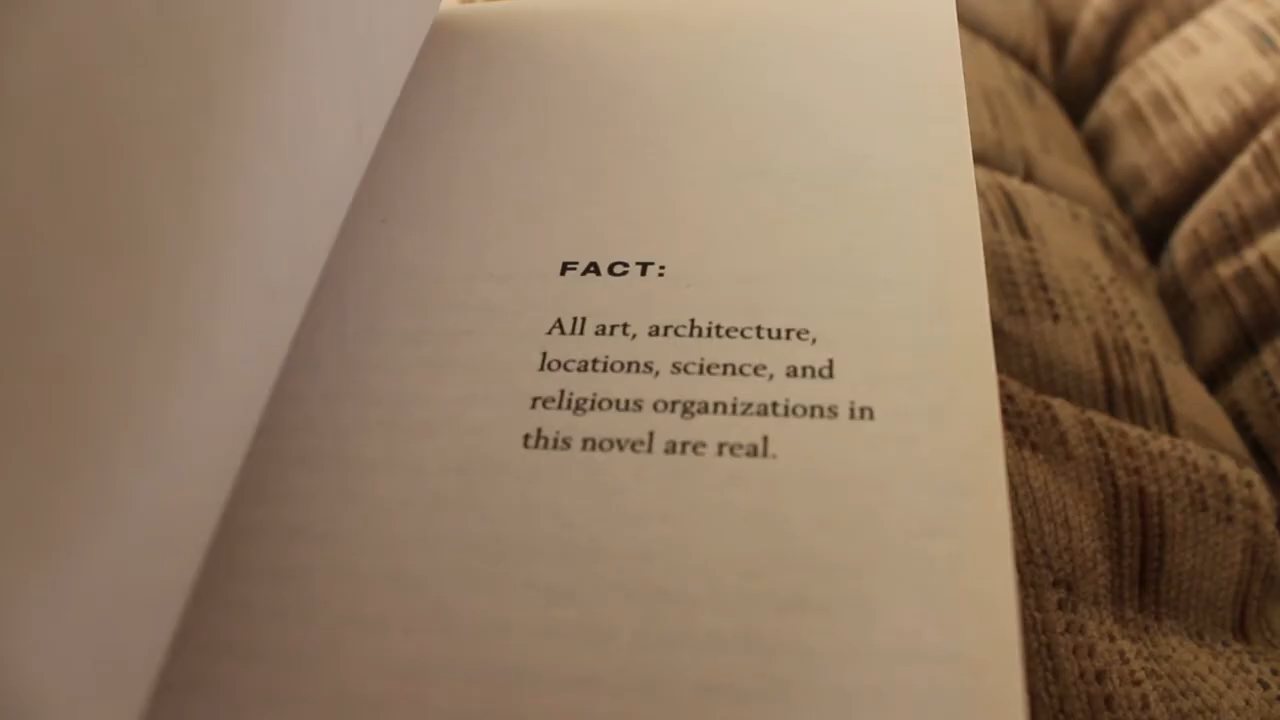 FACT:
All art, architecture,
locations, science, and
religious organizations in
this novel are real.